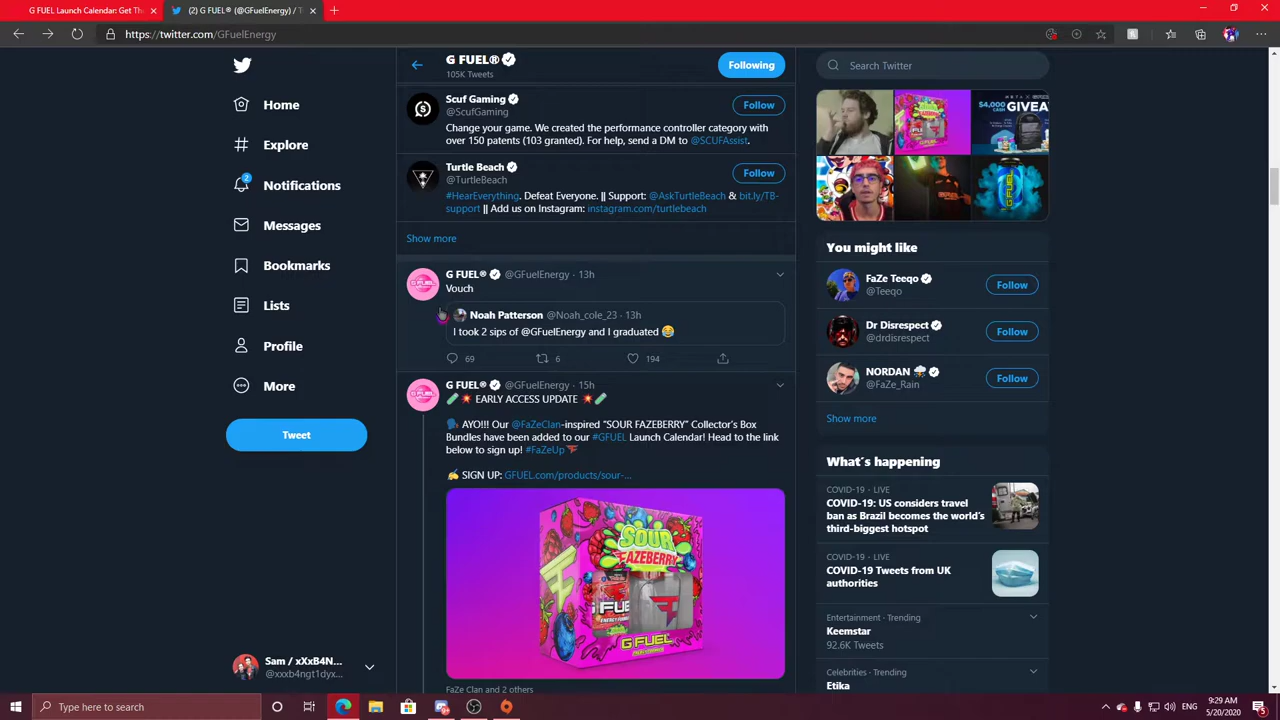 G FUEL Launch Calendar: Get The
(2) G FUEL® (@GFuelEnergy) / T
https://twitter.com/GFuelEnergy
G FUEL®
105K Tweets
Following
Search Twitter
Home
Explore
2
Notifications
Messages
Bookmarks
Lists
Profile
More
Tweet
Sam / xXxB4N...
@xxxb4ngt1dyx...
Scuf Gaming
@ScufGaming
Follow
Change your game. We created the performance controller category with
over 150 patents (103 granted). For help, send a DM to @SCUFAssist.
Turtle Beach
@TurtleBeach
Follow
#HearEverything. Defeat Everyone. || Support: @AskTurtleBeach & bit.ly/TB-
support || Add us on Instagram: instagram.com/turtlebeach
Show more
G FUEL® @GFuelEnergy · 13h
Vouch
Noah Patterson @Noah_cole_23 · 13h
I took 2 sips of @GFuelEnergy and I graduated 😂
69 6 194
G FUEL® @GFuelEnergy · 15h
🧪💥 EARLY ACCESS UPDATE 💥🧪
🗣 AYO!!! Our @FaZeClan-inspired "SOUR FAZEBERRY" Collector's Box
Bundles have been added to our #GFUEL Launch Calendar! Head to the link
below to sign up! #FaZeUp
✍ SIGN UP: GFUEL.com/products/sour-...
SOUR
FAZEBERRY
G FUEL
FaZe Clan and 2 others
$4,000
CASH
GIVEA
G FUEL
You might like
FaZe Teeqo
@Teeqo
Follow
Dr Disrespect
@drdisrespect
Follow
NORDAN 🌩
@FaZe_Rain
Follow
Show more
What's happening
COVID-19 · LIVE
COVID-19: US considers travel
ban as Brazil becomes the world's
third-biggest hotspot
COVID-19 · LIVE
COVID-19 Tweets from UK
authorities
Entertainment · Trending
Keemstar
92.6K Tweets
Celebrities · Trending
Etika
Type here to search
ENG
9:29 AM
5/20/2020
5